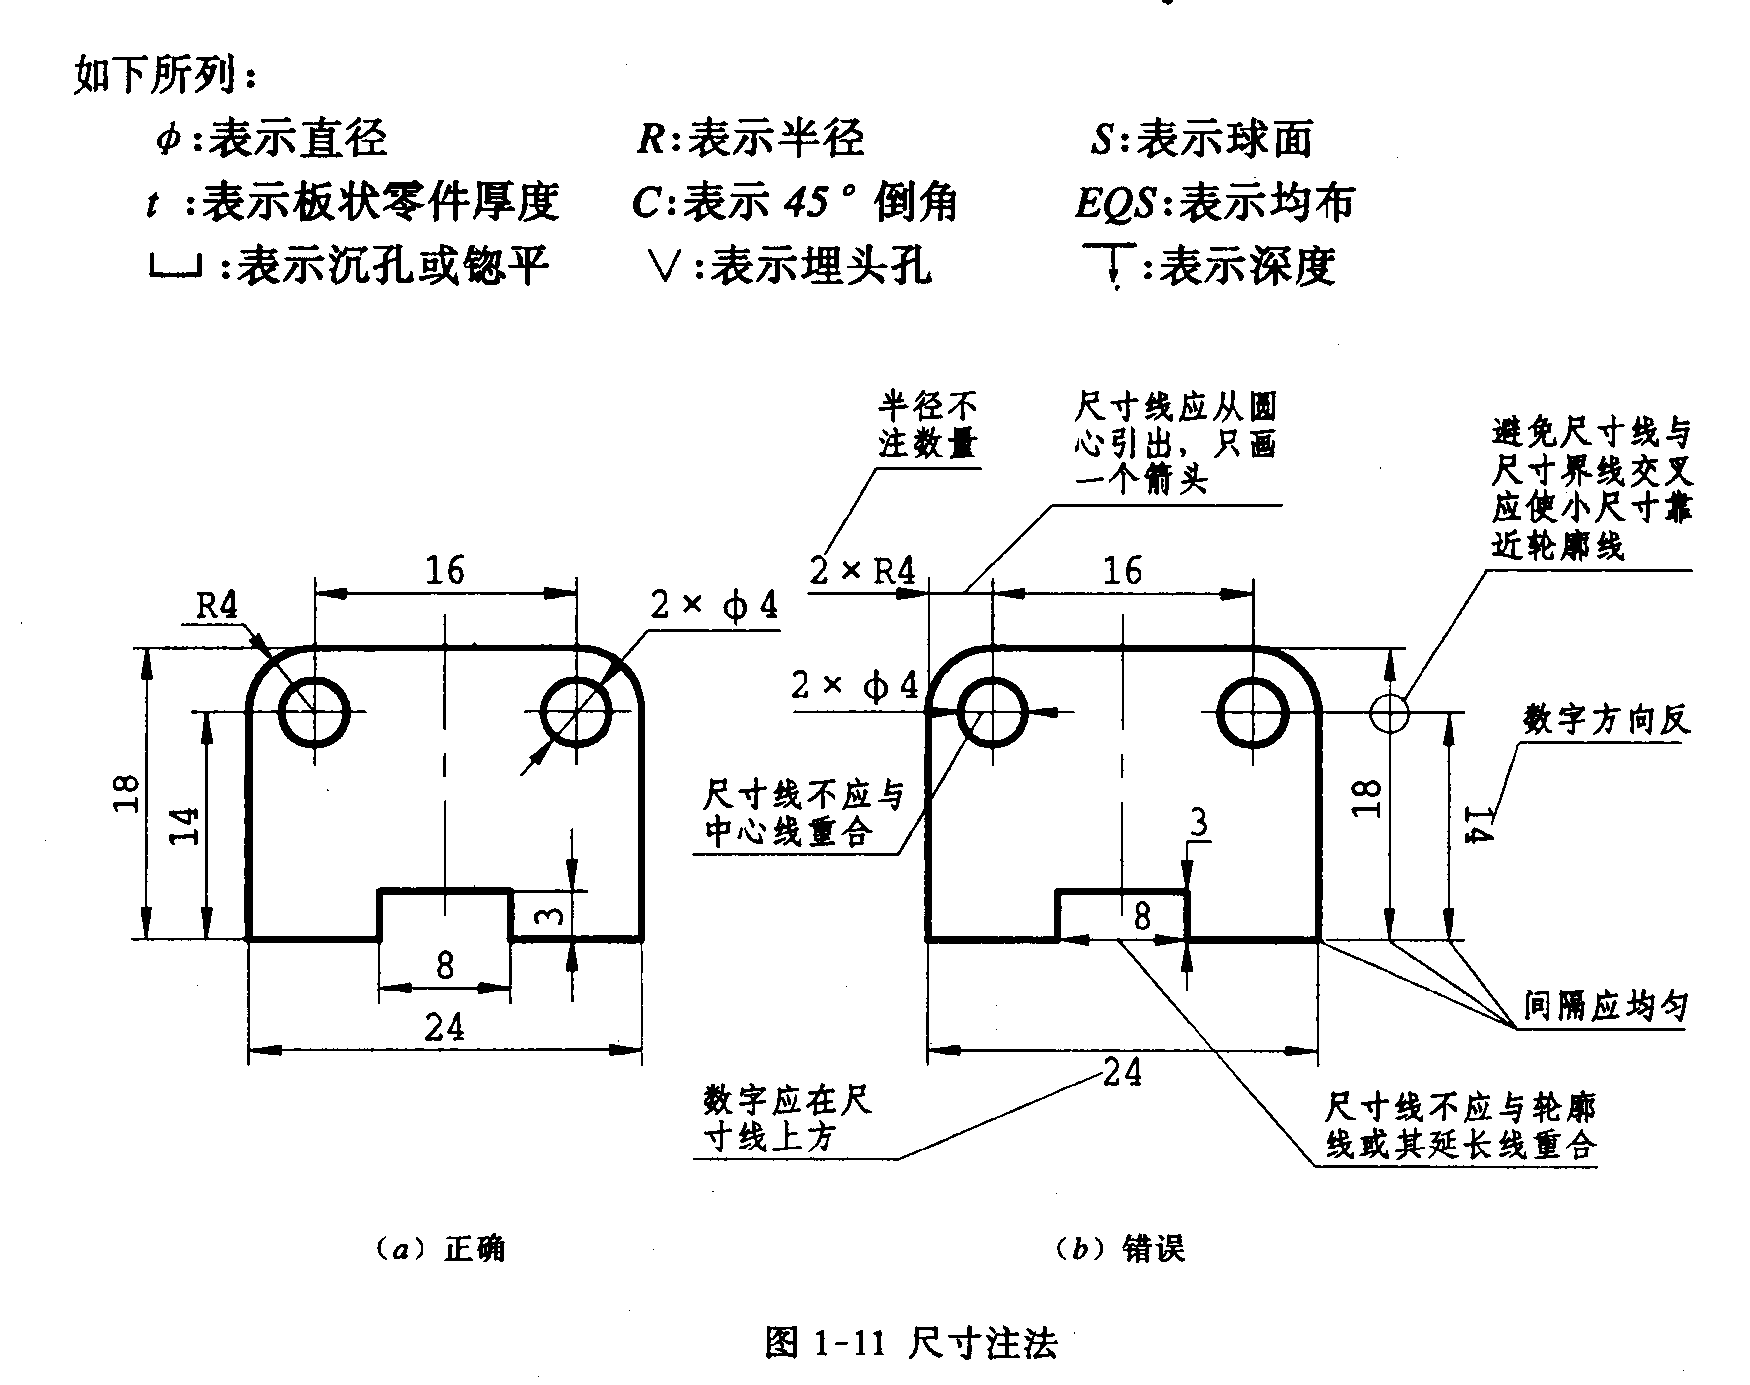 如下所列:
ϕ:表示直径 R:表示半径 S:表示球面
t :表示板状零件厚度 C:表示 45° 倒角 EQS:表示均布
⌴:表示沉孔或锪平 ∨:表示埋头孔 ↧:表示深度
半径不
注数量
尺寸线应从圆
心引出, 只画
一个箭头
避免尺寸线与
尺寸界线交叉
应使小尺寸靠
近轮廓线
16
R4
2×ϕ4
18
14
3
8
24
2×R4
16
2×ϕ4
数字方向反
尺寸线不应与
中心线重合
3
18
14
8
间隔应均匀
24
数字应在尺
寸线上方
尺寸线不应与轮廓
线或其延长线重合
(a) 正确
(b) 错误
图 1-11 尺寸注法